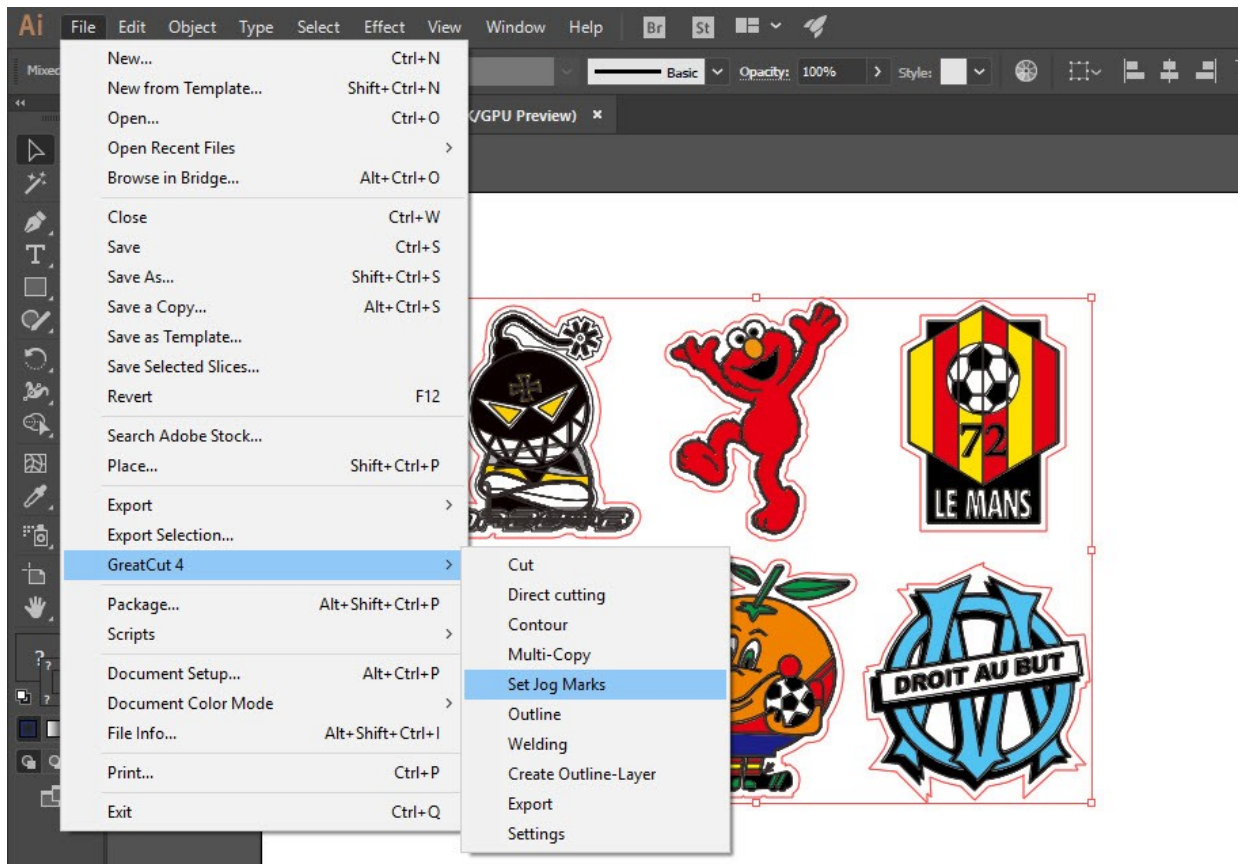 Ai File Edit Object Type Select Effect View Window Help Br St
Mixed Basic Opacity: 100% Style:
/GPU Preview) ×
New... Ctrl+N
New from Template... Shift+Ctrl+N
Open... Ctrl+O
Open Recent Files
Browse in Bridge... Alt+Ctrl+O
Close Ctrl+W
Save Ctrl+S
Save As... Shift+Ctrl+S
Save a Copy... Alt+Ctrl+S
Save as Template...
Save Selected Slices...
Revert F12
Search Adobe Stock...
Place... Shift+Ctrl+P
Export
Export Selection...
GreatCut 4
Package... Alt+Shift+Ctrl+P
Scripts
Document Setup... Alt+Ctrl+P
Document Color Mode
File Info... Alt+Shift+Ctrl+I
Print... Ctrl+P
Exit Ctrl+Q
Cut
Direct cutting
Contour
Multi-Copy
Set Jog Marks
Outline
Welding
Create Outline-Layer
Export
Settings
72
LE MANS
DROIT AU BUT